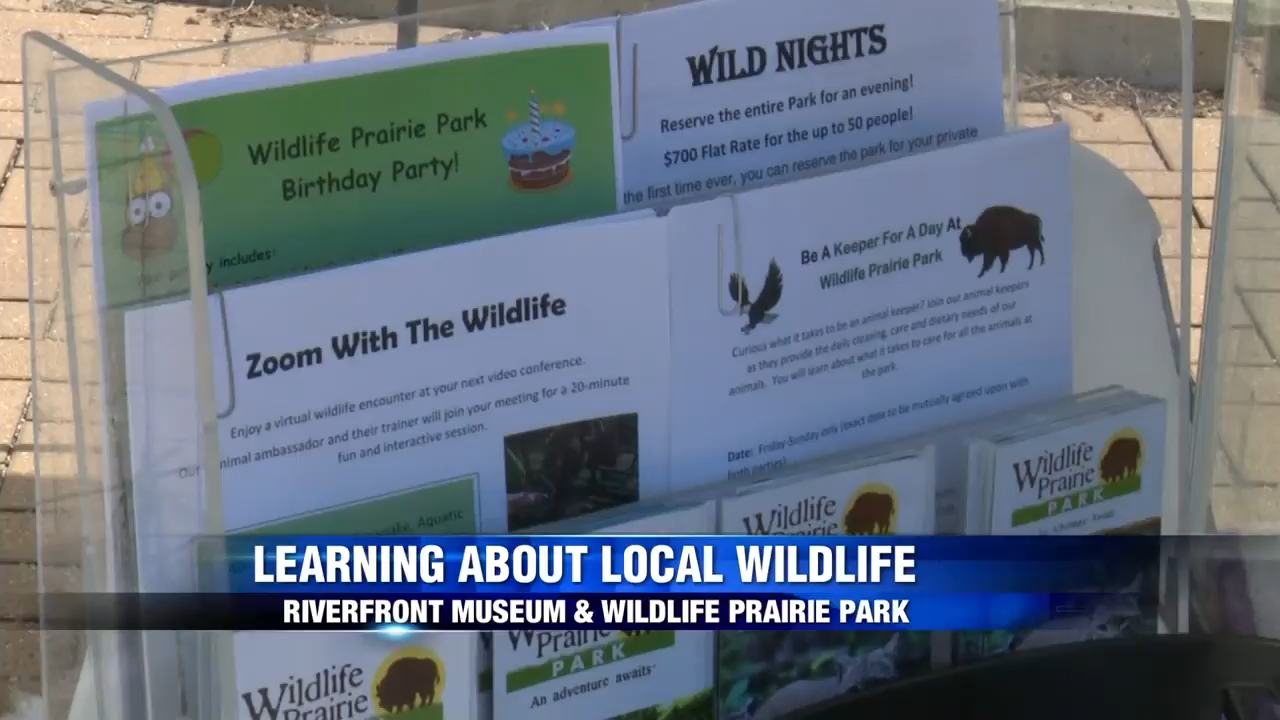 Wildlife Prairie Park
Birthday Party!
y includes:
WILD NIGHTS
Reserve the entire Park for an evening!
$700 Flat Rate for the up to 50 people!
the first time ever, you can reserve the park for your private
Zoom With The Wildlife
Enjoy a virtual wildlife encounter at your next video conference.
Our nimal ambassador and their trainer will join your meeting for a 20-minute
fun and interactive session.
Aquatic
Be A Keeper For A Day At
Wildlife Prairie Park
Curious what it takes to be an animal keeper? Join our animal keepers
as they provide the daily cleaning, care and dietary needs of our
animals. You will learn about what it takes to care for all the animals at
the park.
Date: Friday-Sunday only (exact date to be mutually agreed upon with
both parties)
Wildlife
Prairie
PARK
Wildlife
Prairie
LEARNING ABOUT LOCAL WILDLIFE
RIVERFRONT MUSEUM & WILDLIFE PRAIRIE PARK
Wildlife
Prairie
Prairie
PARK
An adventure awaits